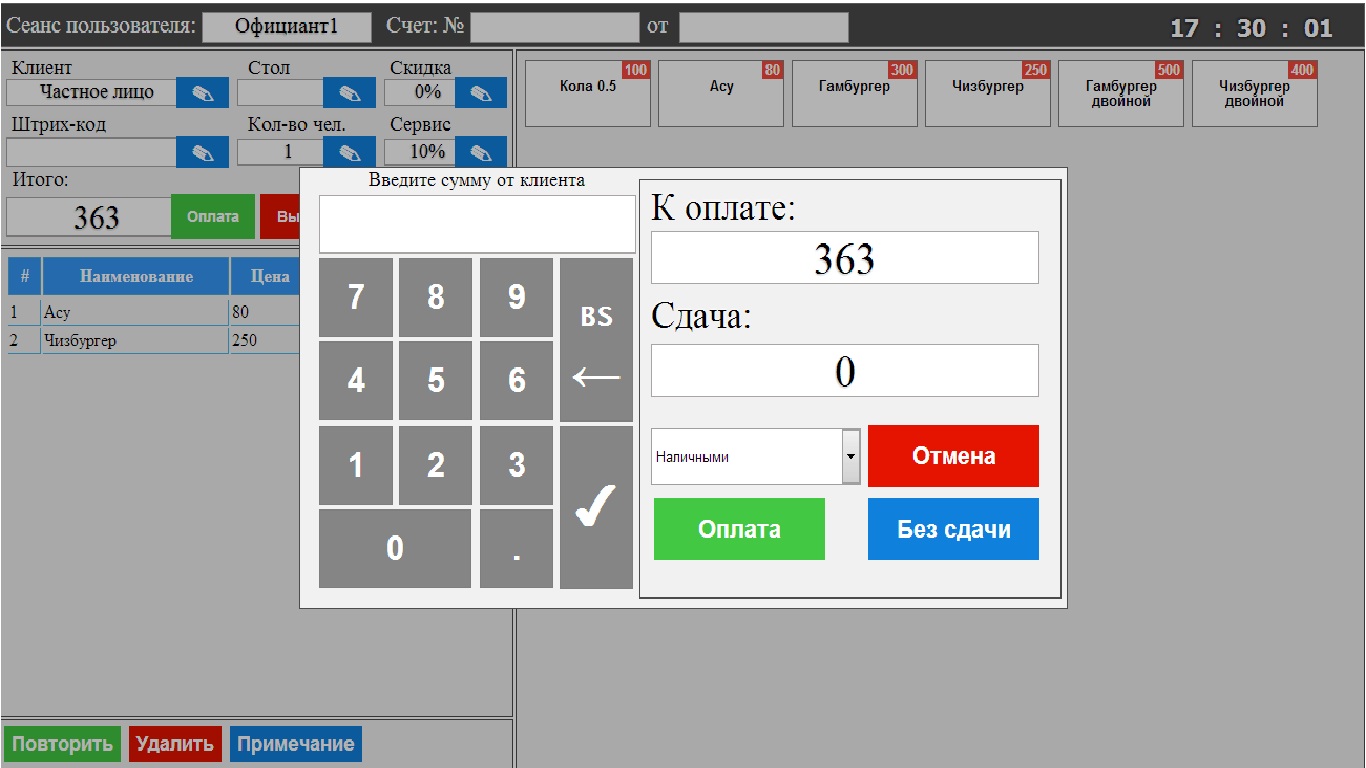 Сеанс пользователя: Официант1 Счет: № от 17 : 30 : 01
Клиент Стол Скидка
Частное лицо 0%
Штрих-код Кол-во чел. Сервис
1 10%
Итого:
363 Оплата Вы
# Наименование Цена
1 Асу 80
2 Чизбургер 250
100 80 300 250 500 400
Кола 0.5 Асу Гамбургер Чизбургер Гамбургер двойной Чизбургер двойной
Введите сумму от клиента
7 8 9 BS
4 5 6
1 2 3
0 .
К оплате:
363
Сдача:
0
Наличными Отмена
Оплата Без сдачи
Повторить Удалить Примечание